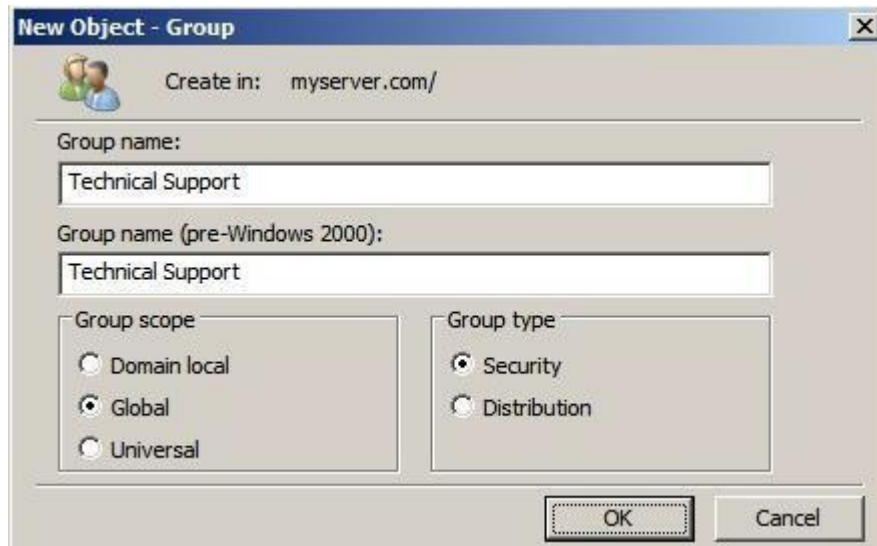 New Object - Group
Create in: myserver.com/
Group name:
Technical Support
Group name (pre-Windows 2000):
Technical Support
Group scope
Domain local
Global
Universal
Group type
Security
Distribution
OK
Cancel